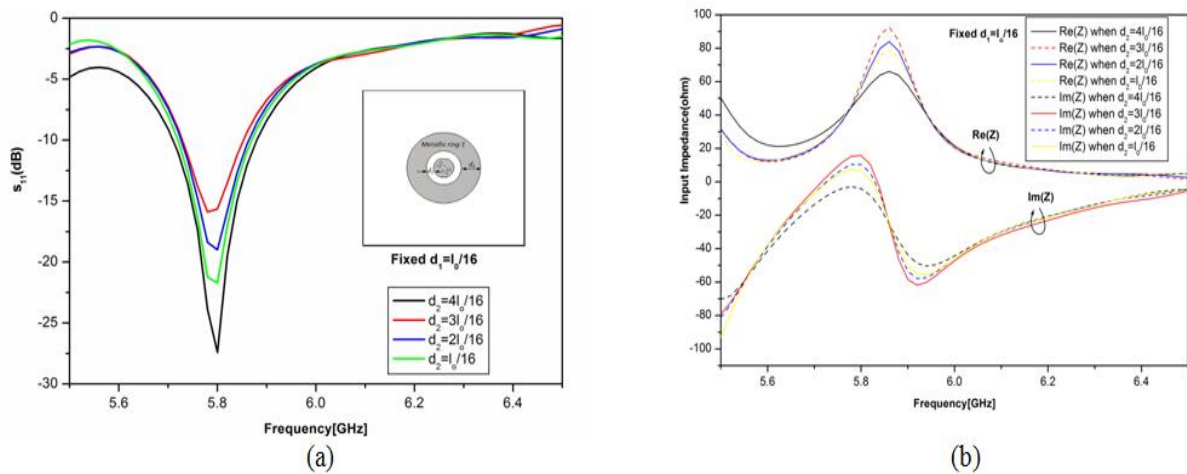 0
-5
-10
-15
-20
-25
-30
s₁₁(dB)
5.6 5.8 6.0 6.2 6.4
Frequency[GHz]
Metallic ring 1
d₂
Fixed d₁=l₀/16
d₂=4l₀/16
d₂=3l₀/16
d₂=2l₀/16
d₂=l₀/16
(a)
100
80
60
40
20
0
-20
-40
-60
-80
-100
Input Impedance(ohm)
5.6 5.8 6.0 6.2 6.4
Frequency[GHz]
Fixed d₁=l₀/16
Re(Z) when d₂=4l₀/16
Re(Z) when d₂=3l₀/16
Re(Z) when d₂=2l₀/16
Re(Z) when d₂=l₀/16
Im(Z) when d₂=4l₀/16
Im(Z) when d₂=3l₀/16
Im(Z) when d₂=2l₀/16
Im(Z) when d₂=l₀/16
Re(Z)
Im(Z)
(b)